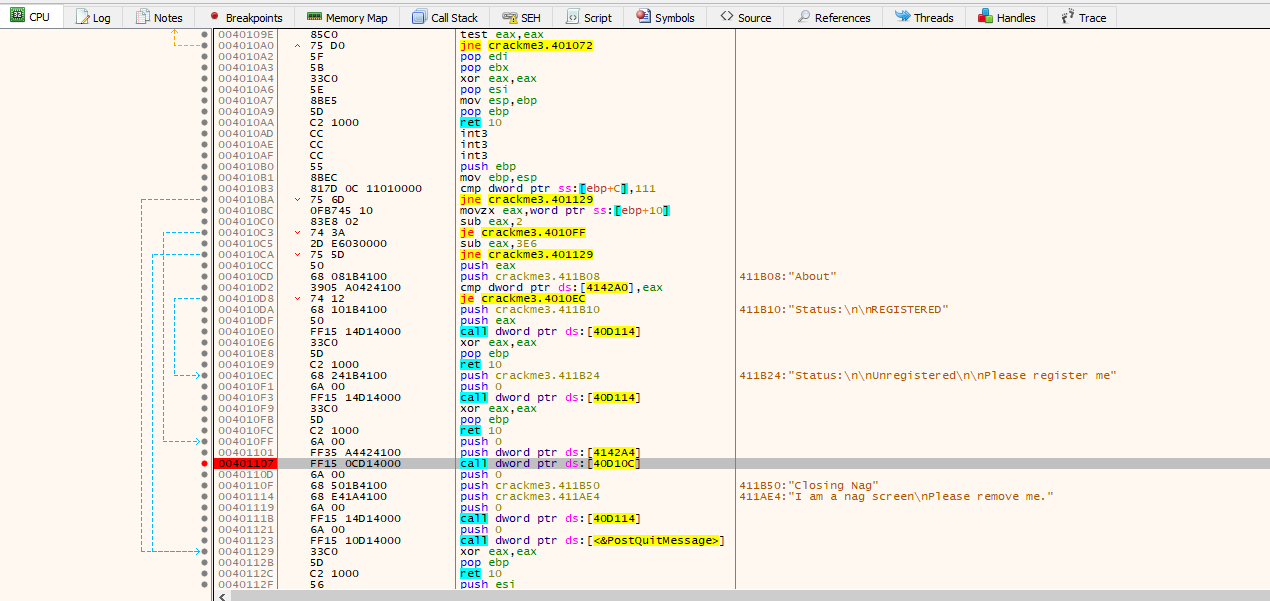 CPU Log Notes Breakpoints Memory Map Call Stack SEH Script Symbols Source References Threads Handles Trace
0040109E 85C0 test eax,eax
004010A0 75 D0 jne crackme3.401072
004010A2 5F pop edi
004010A3 5B pop ebx
004010A4 33C0 xor eax,eax
004010A6 5E pop esi
004010A7 8BE5 mov esp,ebp
004010A9 5D pop ebp
004010AA C2 1000 ret 10
004010AD CC int3
004010AE CC int3
004010AF CC int3
004010B0 55 push ebp
004010B1 8BEC mov ebp,esp
004010B3 817D 0C 11010000 cmp dword ptr ss:[ebp+C],111
004010BA 75 6D jne crackme3.401129
004010BC 0FB745 10 movzx eax,word ptr ss:[ebp+10]
004010C0 83E8 02 sub eax,2
004010C3 74 3A je crackme3.4010FF
004010C5 2D E6030000 sub eax,3E6
004010CA 75 5D jne crackme3.401129
004010CC 50 push eax
004010CD 68 081B4100 push crackme3.411B08 411B08:"About"
004010D2 3905 A0424100 cmp dword ptr ds:[4142A0],eax
004010D8 74 12 je crackme3.4010EC
004010DA 68 101B4100 push crackme3.411B10 411B10:"Status:\n\nREGISTERED"
004010DF 50 push eax
004010E0 FF15 14D14000 call dword ptr ds:[40D114]
004010E6 33C0 xor eax,eax
004010E8 5D pop ebp
004010E9 C2 1000 ret 10
004010EC 68 241B4100 push crackme3.411B24 411B24:"Status:\n\nUnregistered\n\nPlease register me"
004010F1 6A 00 push 0
004010F3 FF15 14D14000 call dword ptr ds:[40D114]
004010F9 33C0 xor eax,eax
004010FB 5D pop ebp
004010FC C2 1000 ret 10
004010FF 6A 00 push 0
00401101 FF35 A4424100 push dword ptr ds:[4142A4]
00401107 FF15 0CD14000 call dword ptr ds:[40D10C]
0040110D 6A 00 push 0
0040110F 68 501B4100 push crackme3.411B50 411B50:"Closing Nag"
00401114 68 E41A4100 push crackme3.411AE4 411AE4:"I am a nag screen\nPlease remove me."
00401119 6A 00 push 0
0040111B FF15 14D14000 call dword ptr ds:[40D114]
00401121 6A 00 push 0
00401123 FF15 10D14000 call dword ptr ds:[<&PostQuitMessage>]
00401129 33C0 xor eax,eax
0040112B 5D pop ebp
0040112C C2 1000 ret 10
0040112F 56 push esi